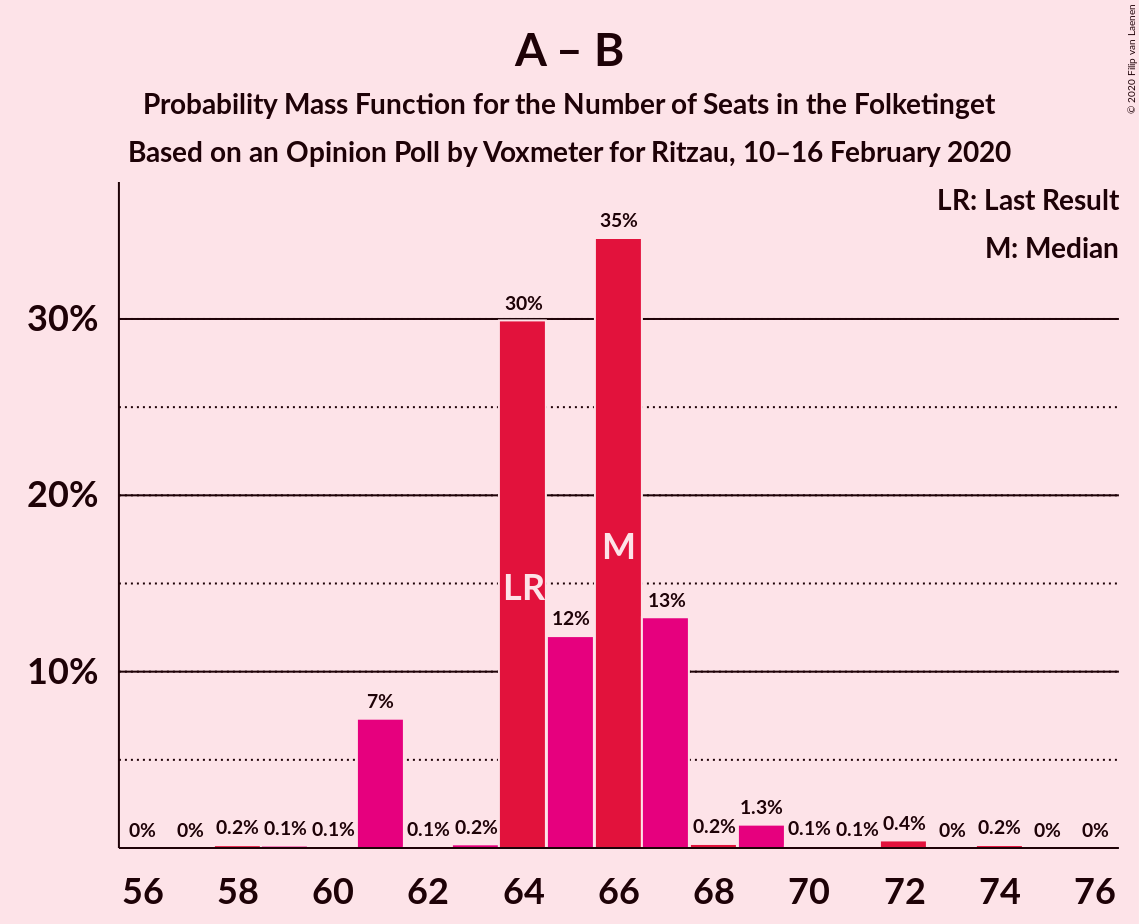 A – B
Probability Mass Function for the Number of Seats in the Folketinget
Based on an Opinion Poll by Voxmeter for Ritzau, 10–16 February 2020
© 2020 Filip van Laenen
LR: Last Result
M: Median
30%
20%
10%
0%
0%
0.2%
0.1%
0.1%
7%
0.1%
0.2%
30%
12%
35%
13%
0.2%
1.3%
0.1%
0.1%
0.4%
0%
0.2%
0%
0%
LR
M
56 58 60 62 64 66 68 70 72 74 76